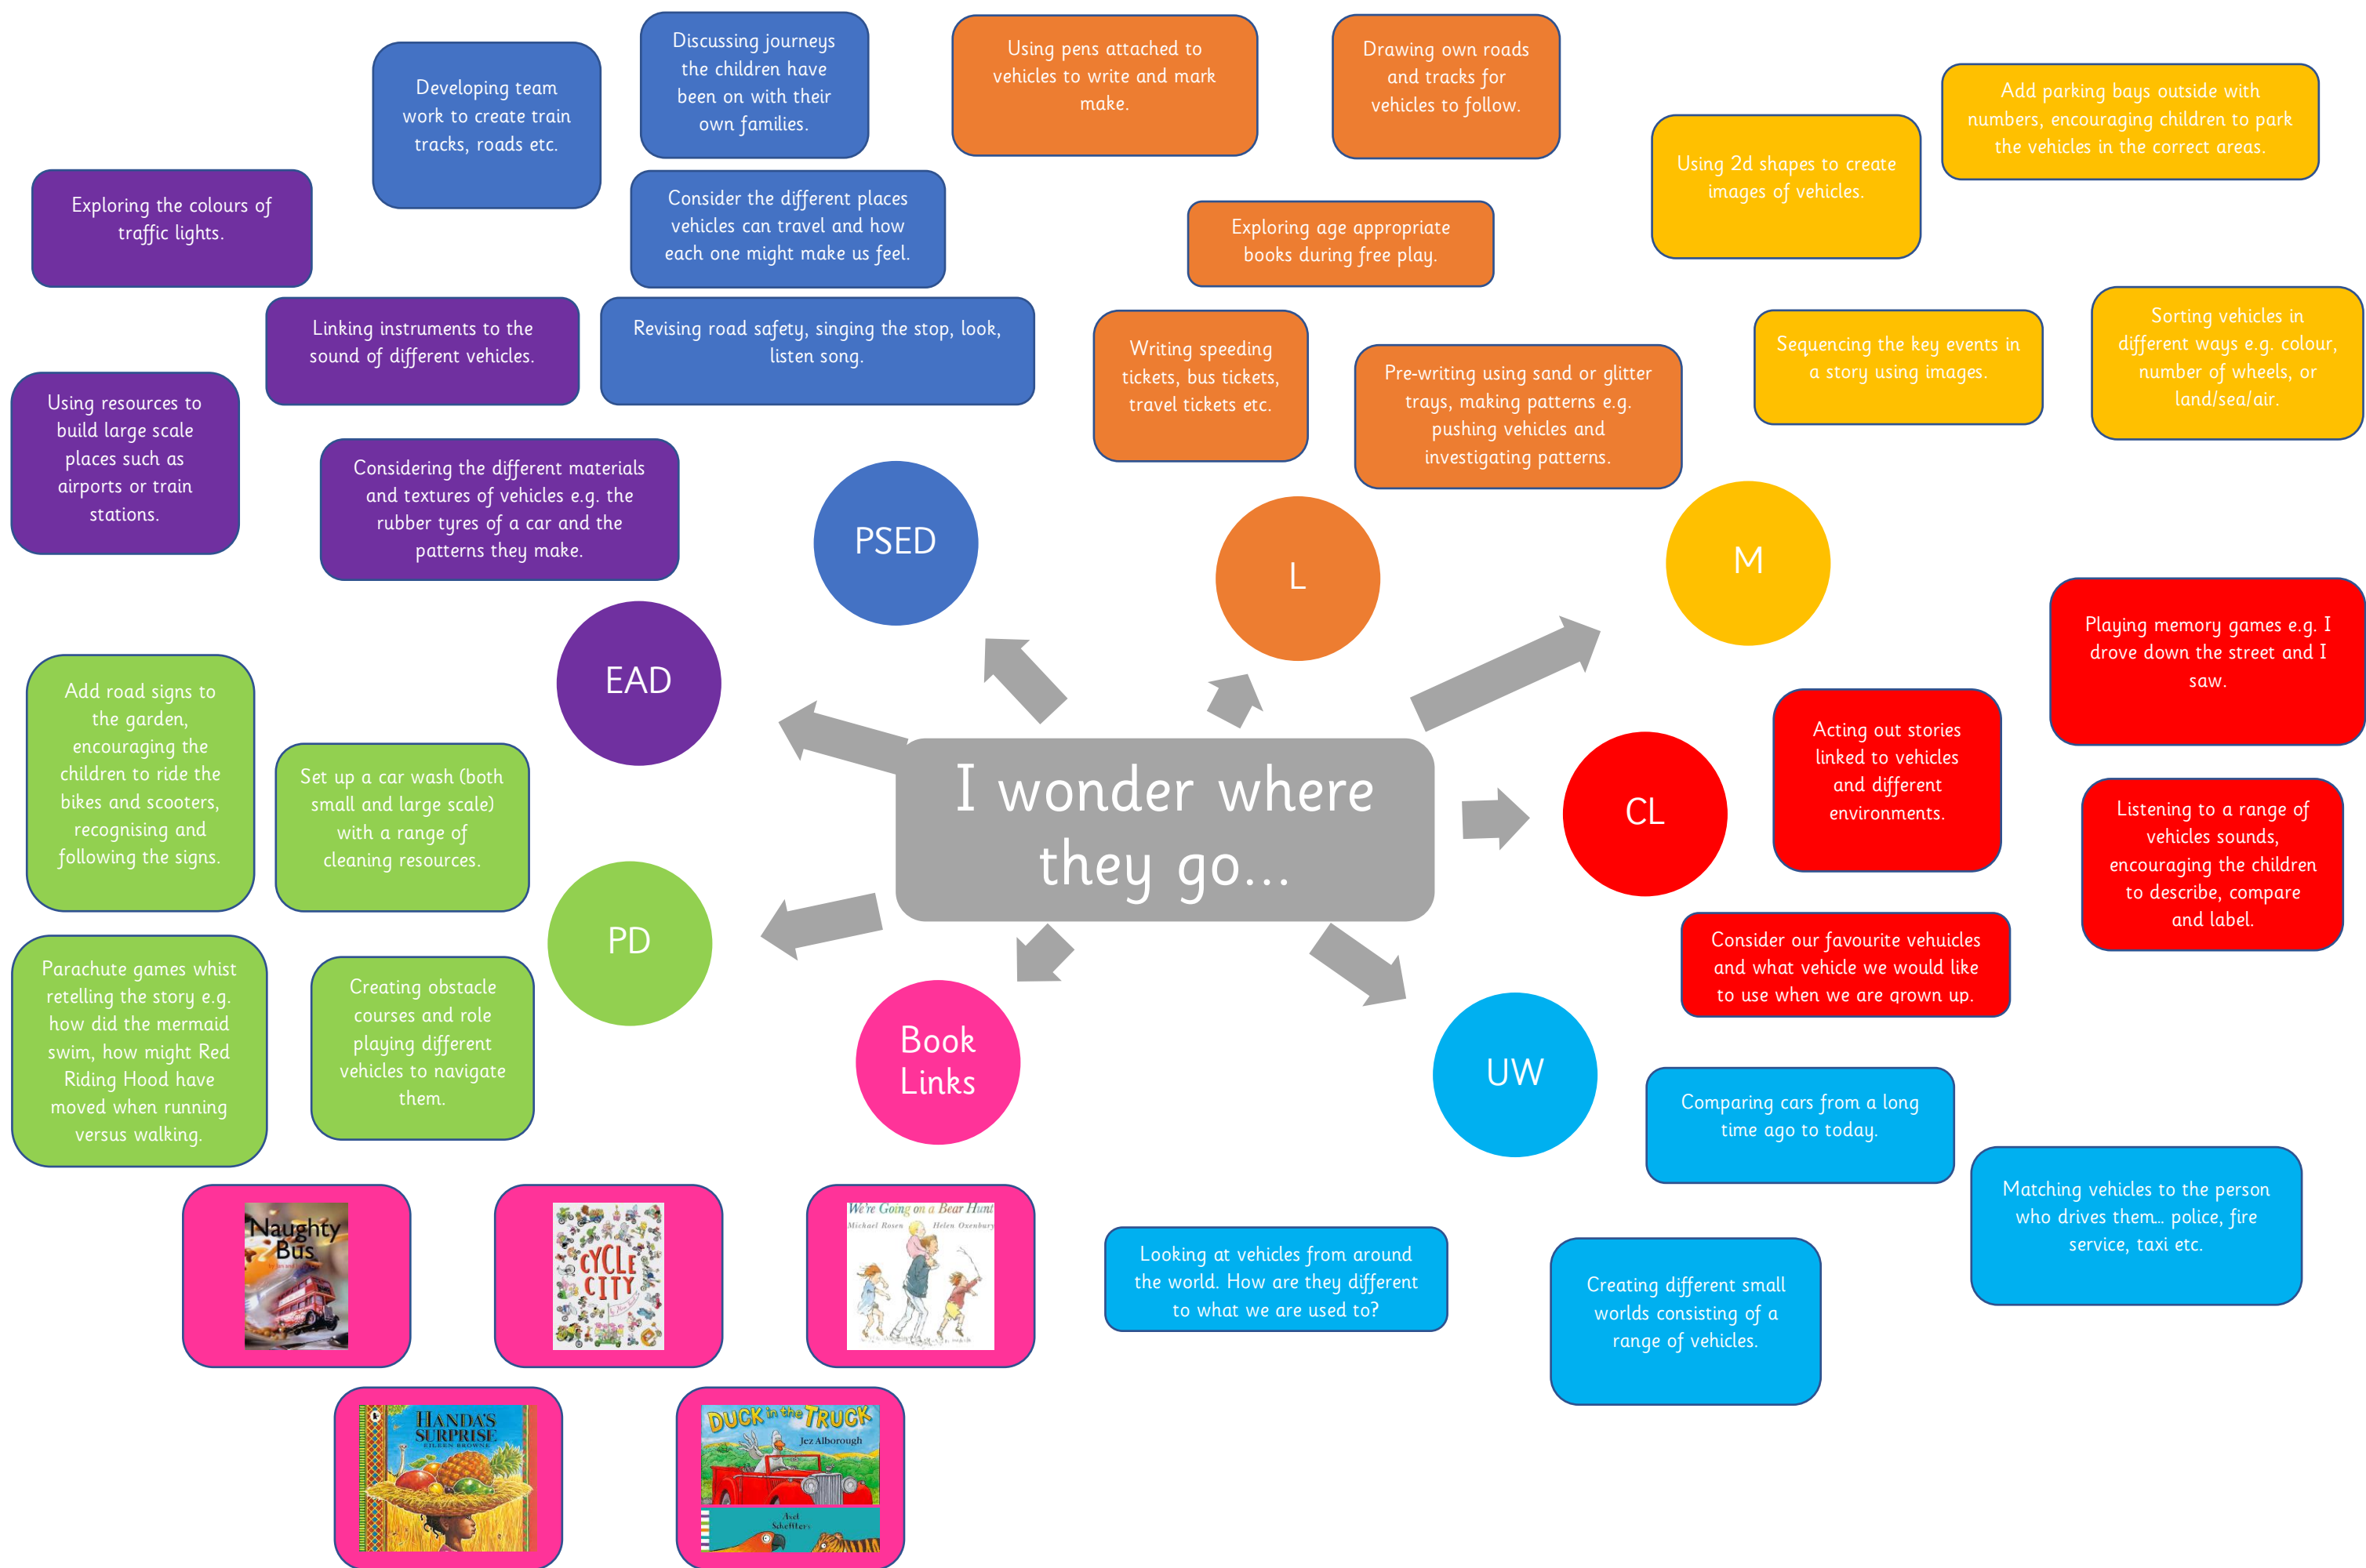 Developing team
work to create train
tracks, roads etc.
Discussing journeys
the children have
been on with their
own families.
Consider the different places
vehicles can travel and how
each one might make us feel.
Revising road safety, singing the stop, look,
listen song.
PSED
Using pens attached to
vehicles to write and mark
make.
Drawing own roads
and tracks for
vehicles to follow.
Exploring age appropriate
books during free play.
Writing speeding
tickets, bus tickets,
travel tickets etc.
Pre-writing using sand or glitter
trays, making patterns e.g.
pushing vehicles and
investigating patterns.
L
Using 2d shapes to create
images of vehicles.
Add parking bays outside with
numbers, encouraging children to park
the vehicles in the correct areas.
Sequencing the key events in
a story using images.
Sorting vehicles in
different ways e.g. colour,
number of wheels, or
land/sea/air.
M
Exploring the colours of
traffic lights.
Linking instruments to the
sound of different vehicles.
Using resources to
build large scale
places such as
airports or train
stations.
Considering the different materials
and textures of vehicles e.g. the
rubber tyres of a car and the
patterns they make.
EAD
I wonder where
they go...
Playing memory games e.g. I
drove down the street and I
saw.
Acting out stories
linked to vehicles
and different
environments.
Listening to a range of
vehicles sounds,
encouraging the children
to describe, compare
and label.
Consider our favourite vehuicles
and what vehicle we would like
to use when we are grown up.
CL
Add road signs to
the garden,
encouraging the
children to ride the
bikes and scooters,
recognising and
following the signs.
Set up a car wash (both
small and large scale)
with a range of
cleaning resources.
Parachute games whist
retelling the story e.g.
how did the mermaid
swim, how might Red
Riding Hood have
moved when running
versus walking.
Creating obstacle
courses and role
playing different
vehicles to navigate
them.
PD
Book
Links
Naughty
Bus
CYCLE
CITY
We're Going on a Bear Hunt
Michael Rosen Helen Oxenbury
HANDA'S
SURPRISE
EILEEN BROWNE
DUCK in the TRUCK
Jez Alborough
Axel
Scheffler
UW
Comparing cars from a long
time ago to today.
Matching vehicles to the person
who drives them... police, fire
service, taxi etc.
Looking at vehicles from around
the world. How are they different
to what we are used to?
Creating different small
worlds consisting of a
range of vehicles.